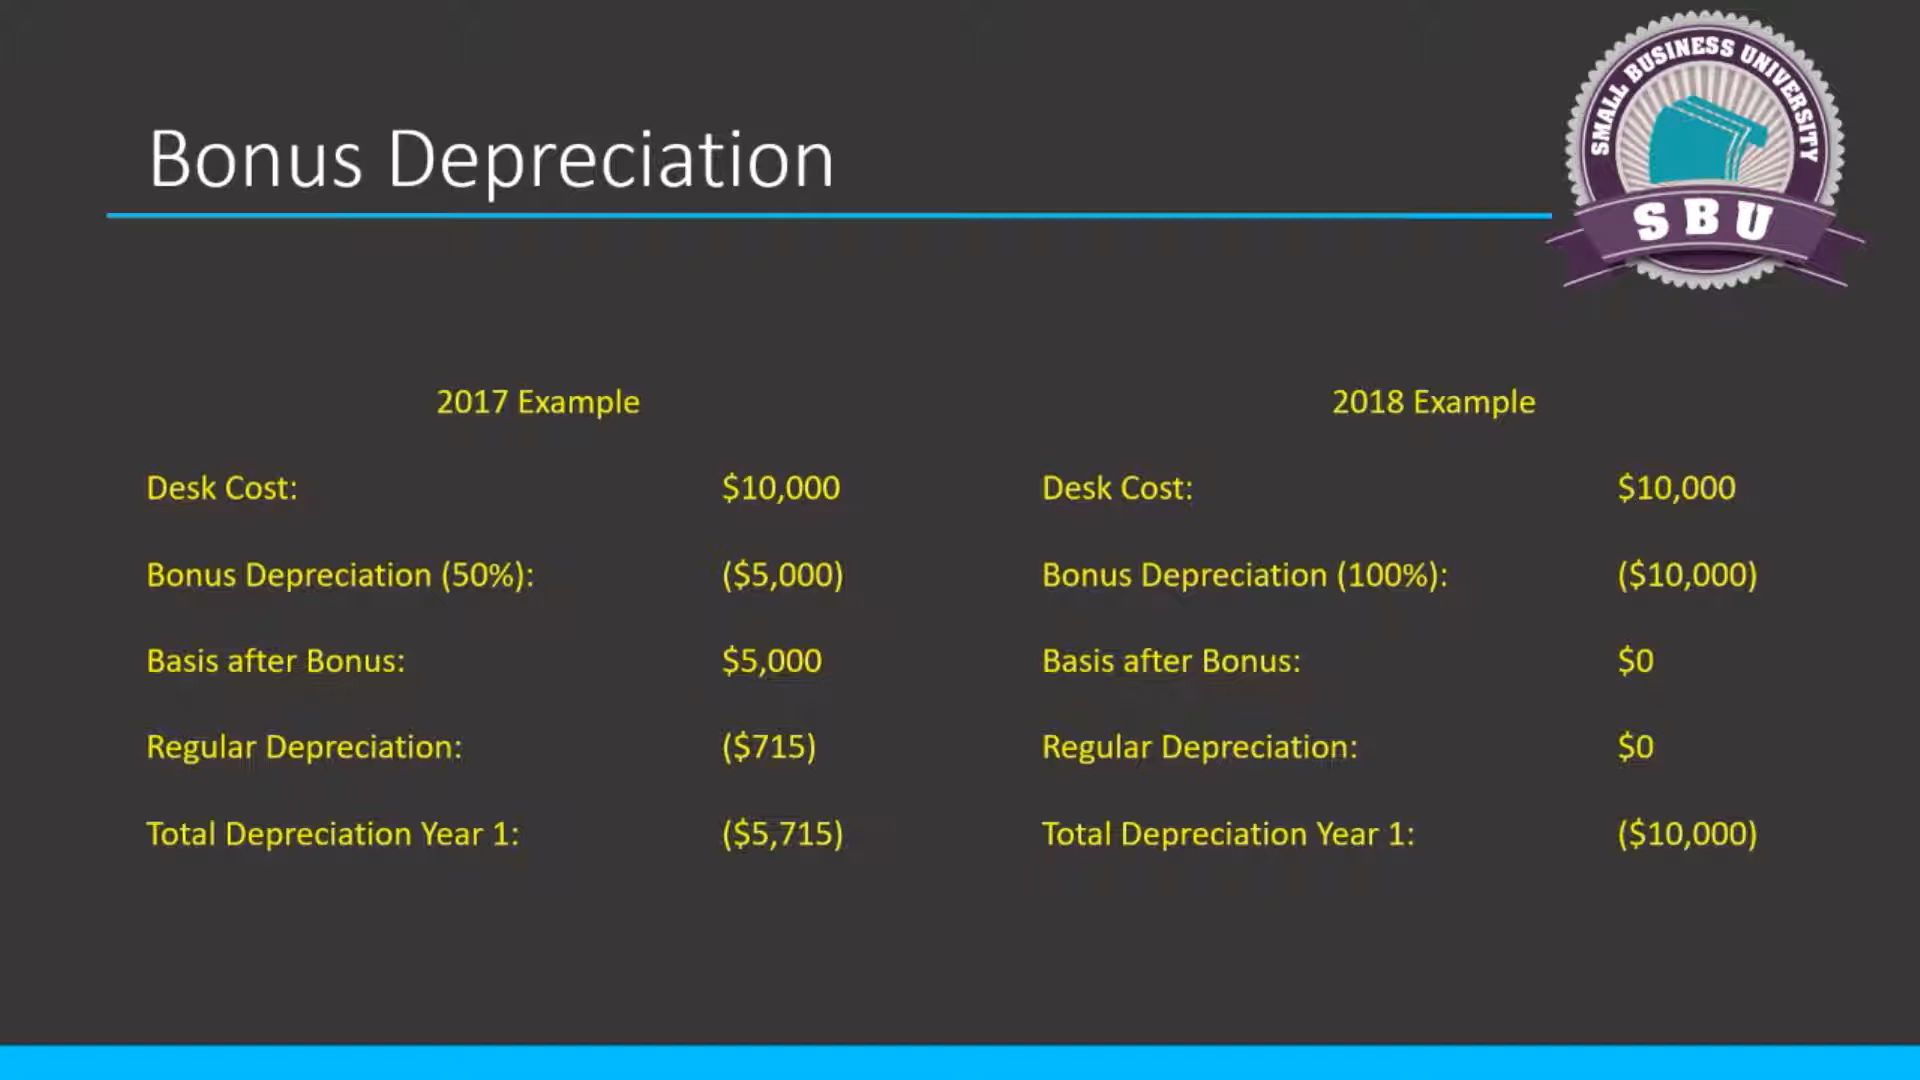 Bonus Depreciation
SMALL BUSINESS UNIVERSITY
SBU
2017 Example
Desk Cost: $10,000
Bonus Depreciation (50%): ($5,000)
Basis after Bonus: $5,000
Regular Depreciation: ($715)
Total Depreciation Year 1: ($5,715)
2018 Example
Desk Cost: $10,000
Bonus Depreciation (100%): ($10,000)
Basis after Bonus: $0
Regular Depreciation: $0
Total Depreciation Year 1: ($10,000)